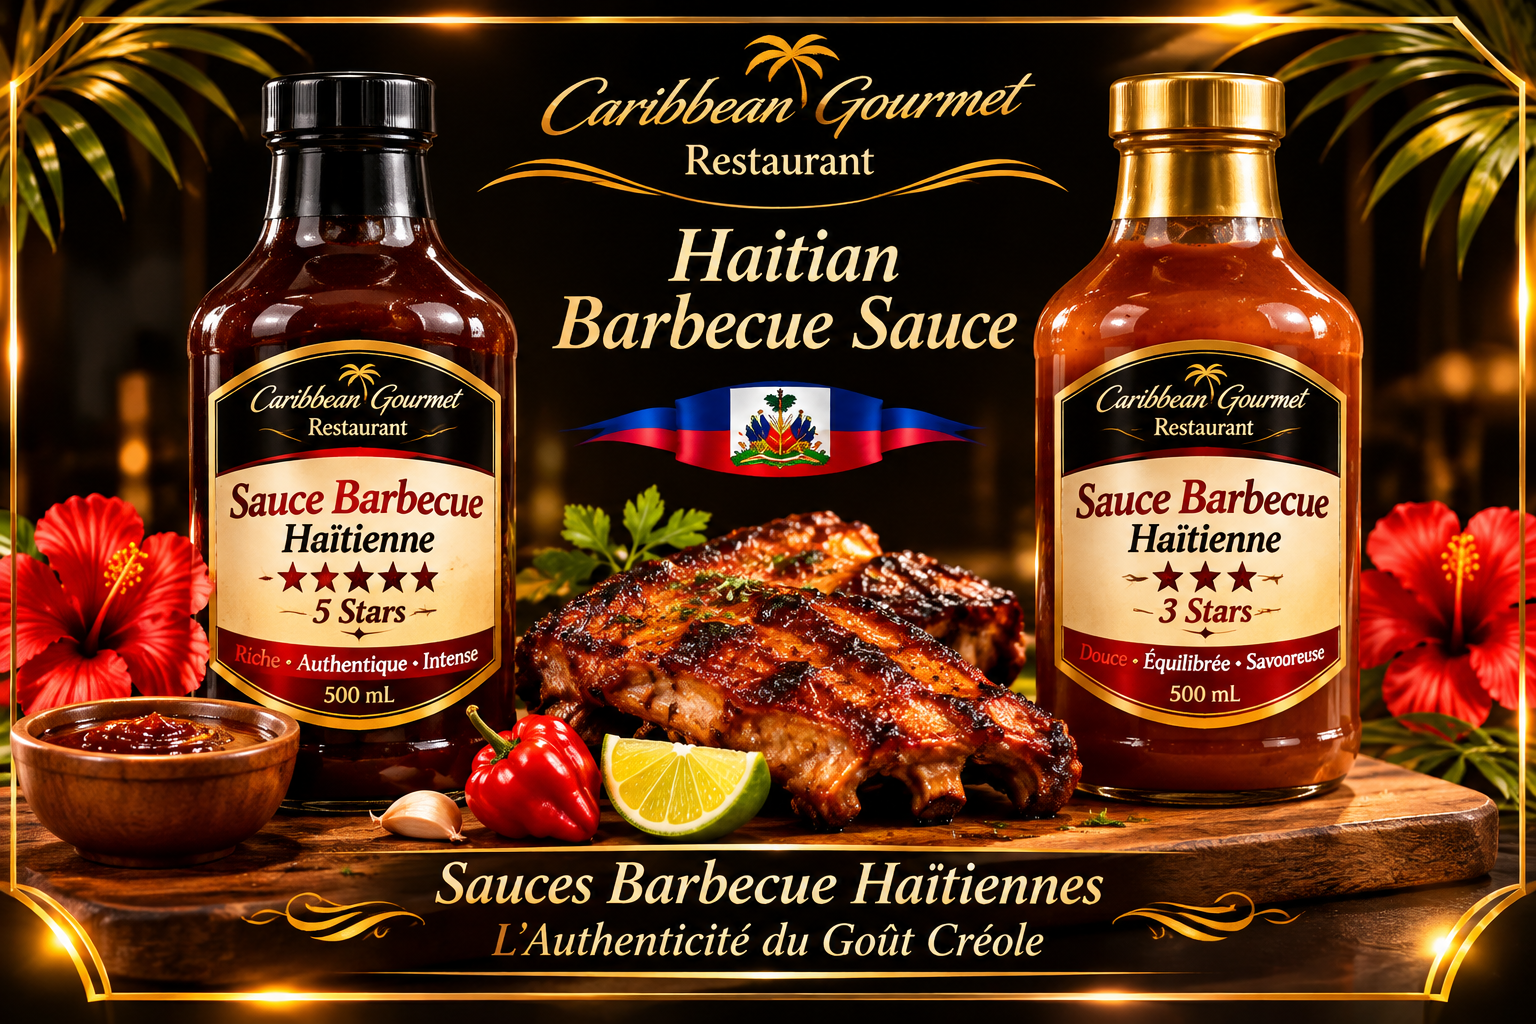 Caribbean Gourmet
Restaurant
Haitian
Barbecue Sauce
Caribbean Gourmet
Restaurant
Sauce Barbecue
Haïtienne
5 Stars
Riche • Authentique • Intense
500 mL
Caribbean Gourmet
Restaurant
Sauce Barbecue
Haïtienne
3 Stars
Douce • Équilibrée • Savooreuse
500 mL
Sauces Barbecue Haïtiennes
L'Authenticité du Goût Créole